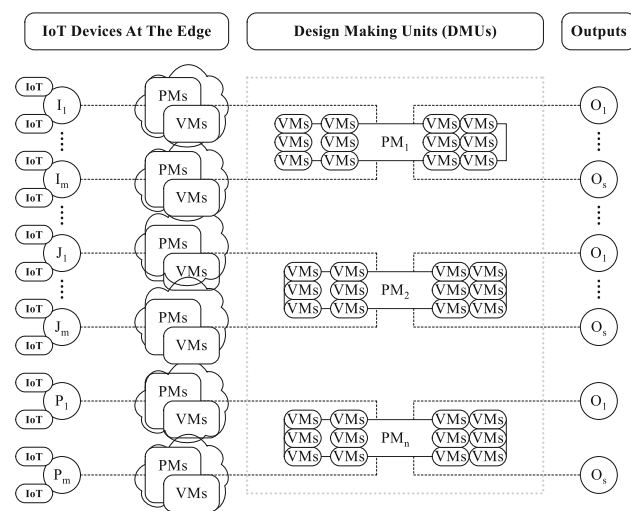 IoT Devices At The Edge
Design Making Units (DMUs)
Outputs
IoT
I1
IoT
PMs
VMs
O1
VMs VMs VMs VMs
VMs VMs PM1 VMs VMs
VMs VMs VMs VMs
IoT
Im
IoT
PMs
VMs
Os
IoT
J1
IoT
PMs
VMs
O1
VMs VMs VMs VMs
VMs VMs PM2 VMs VMs
VMs VMs VMs VMs
IoT
Jm
IoT
PMs
VMs
Os
IoT
P1
IoT
PMs
VMs
O1
VMs VMs VMs VMs
VMs VMs PMn VMs VMs
VMs VMs VMs VMs
IoT
Pm
IoT
PMs
VMs
Os